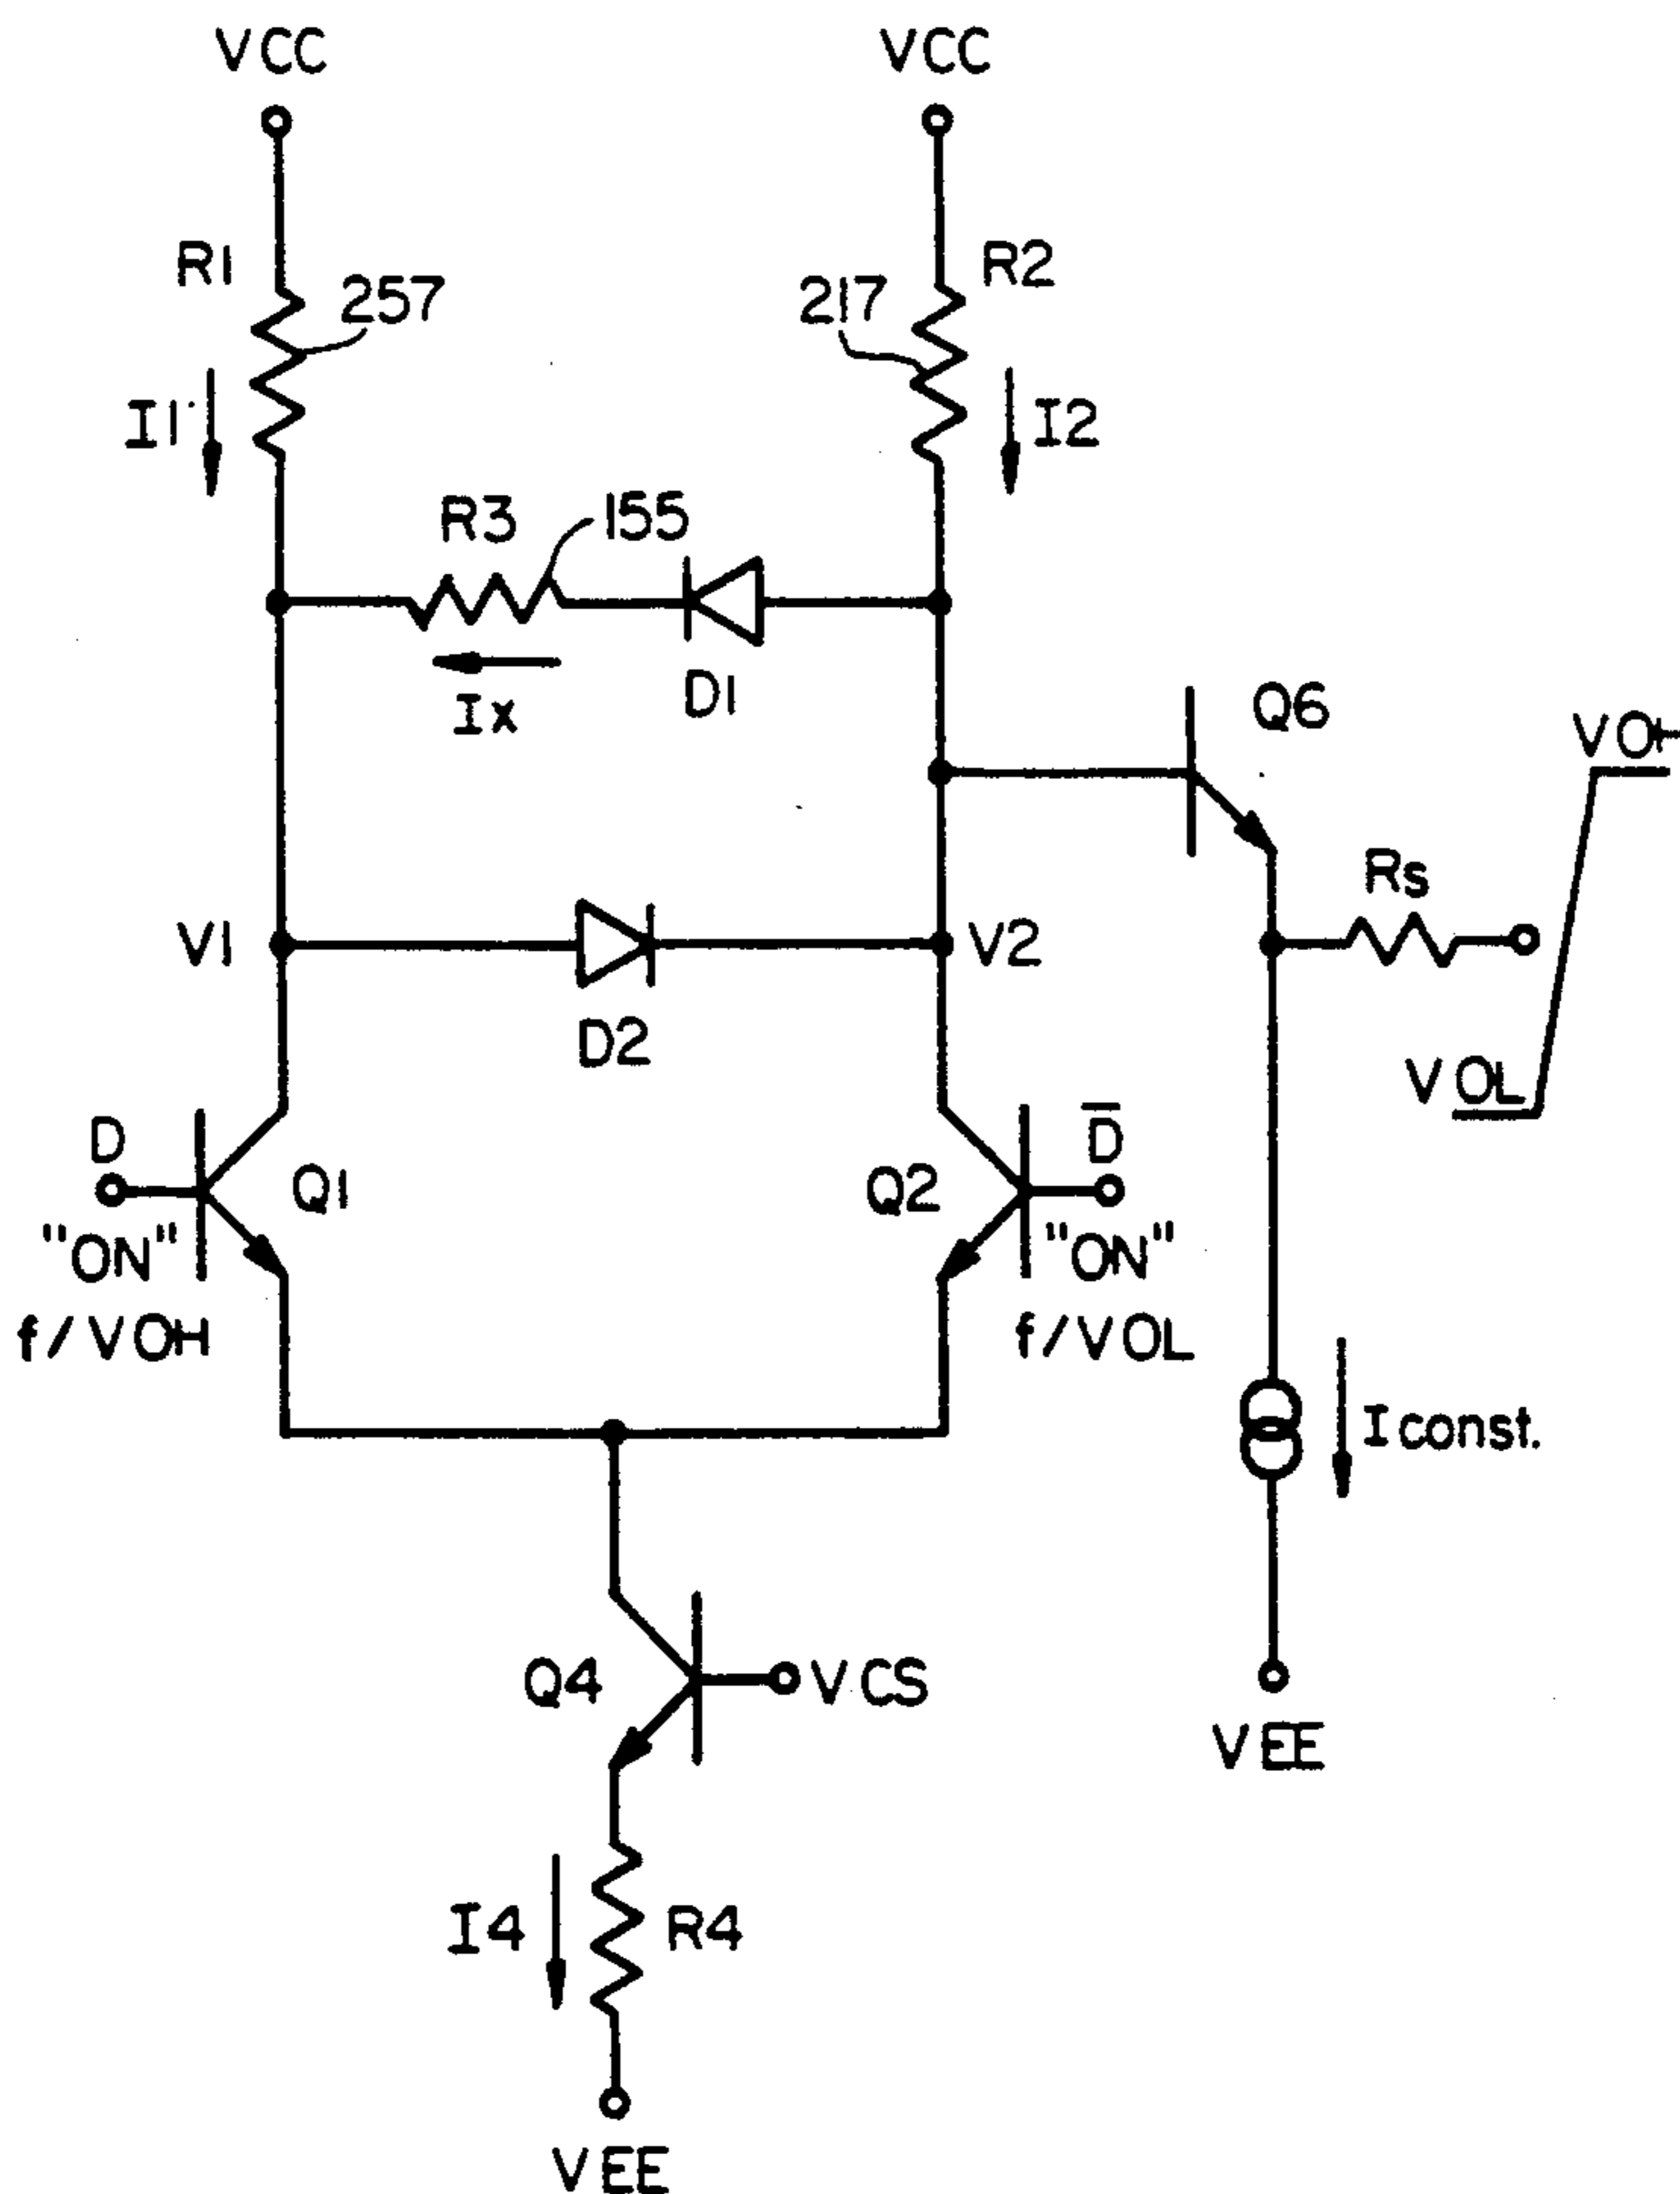 VCC VCC
R1 257 217 R2
I1 I2
R3 155
Ix D1
Q6
VOH
Rs
V1 V2
D2
VOL
D Q1 Q2 D̅
"ON" "ON"
f/VOH f/VOL
I const.
Q4 VCS
VEE
I4 R4
VEE